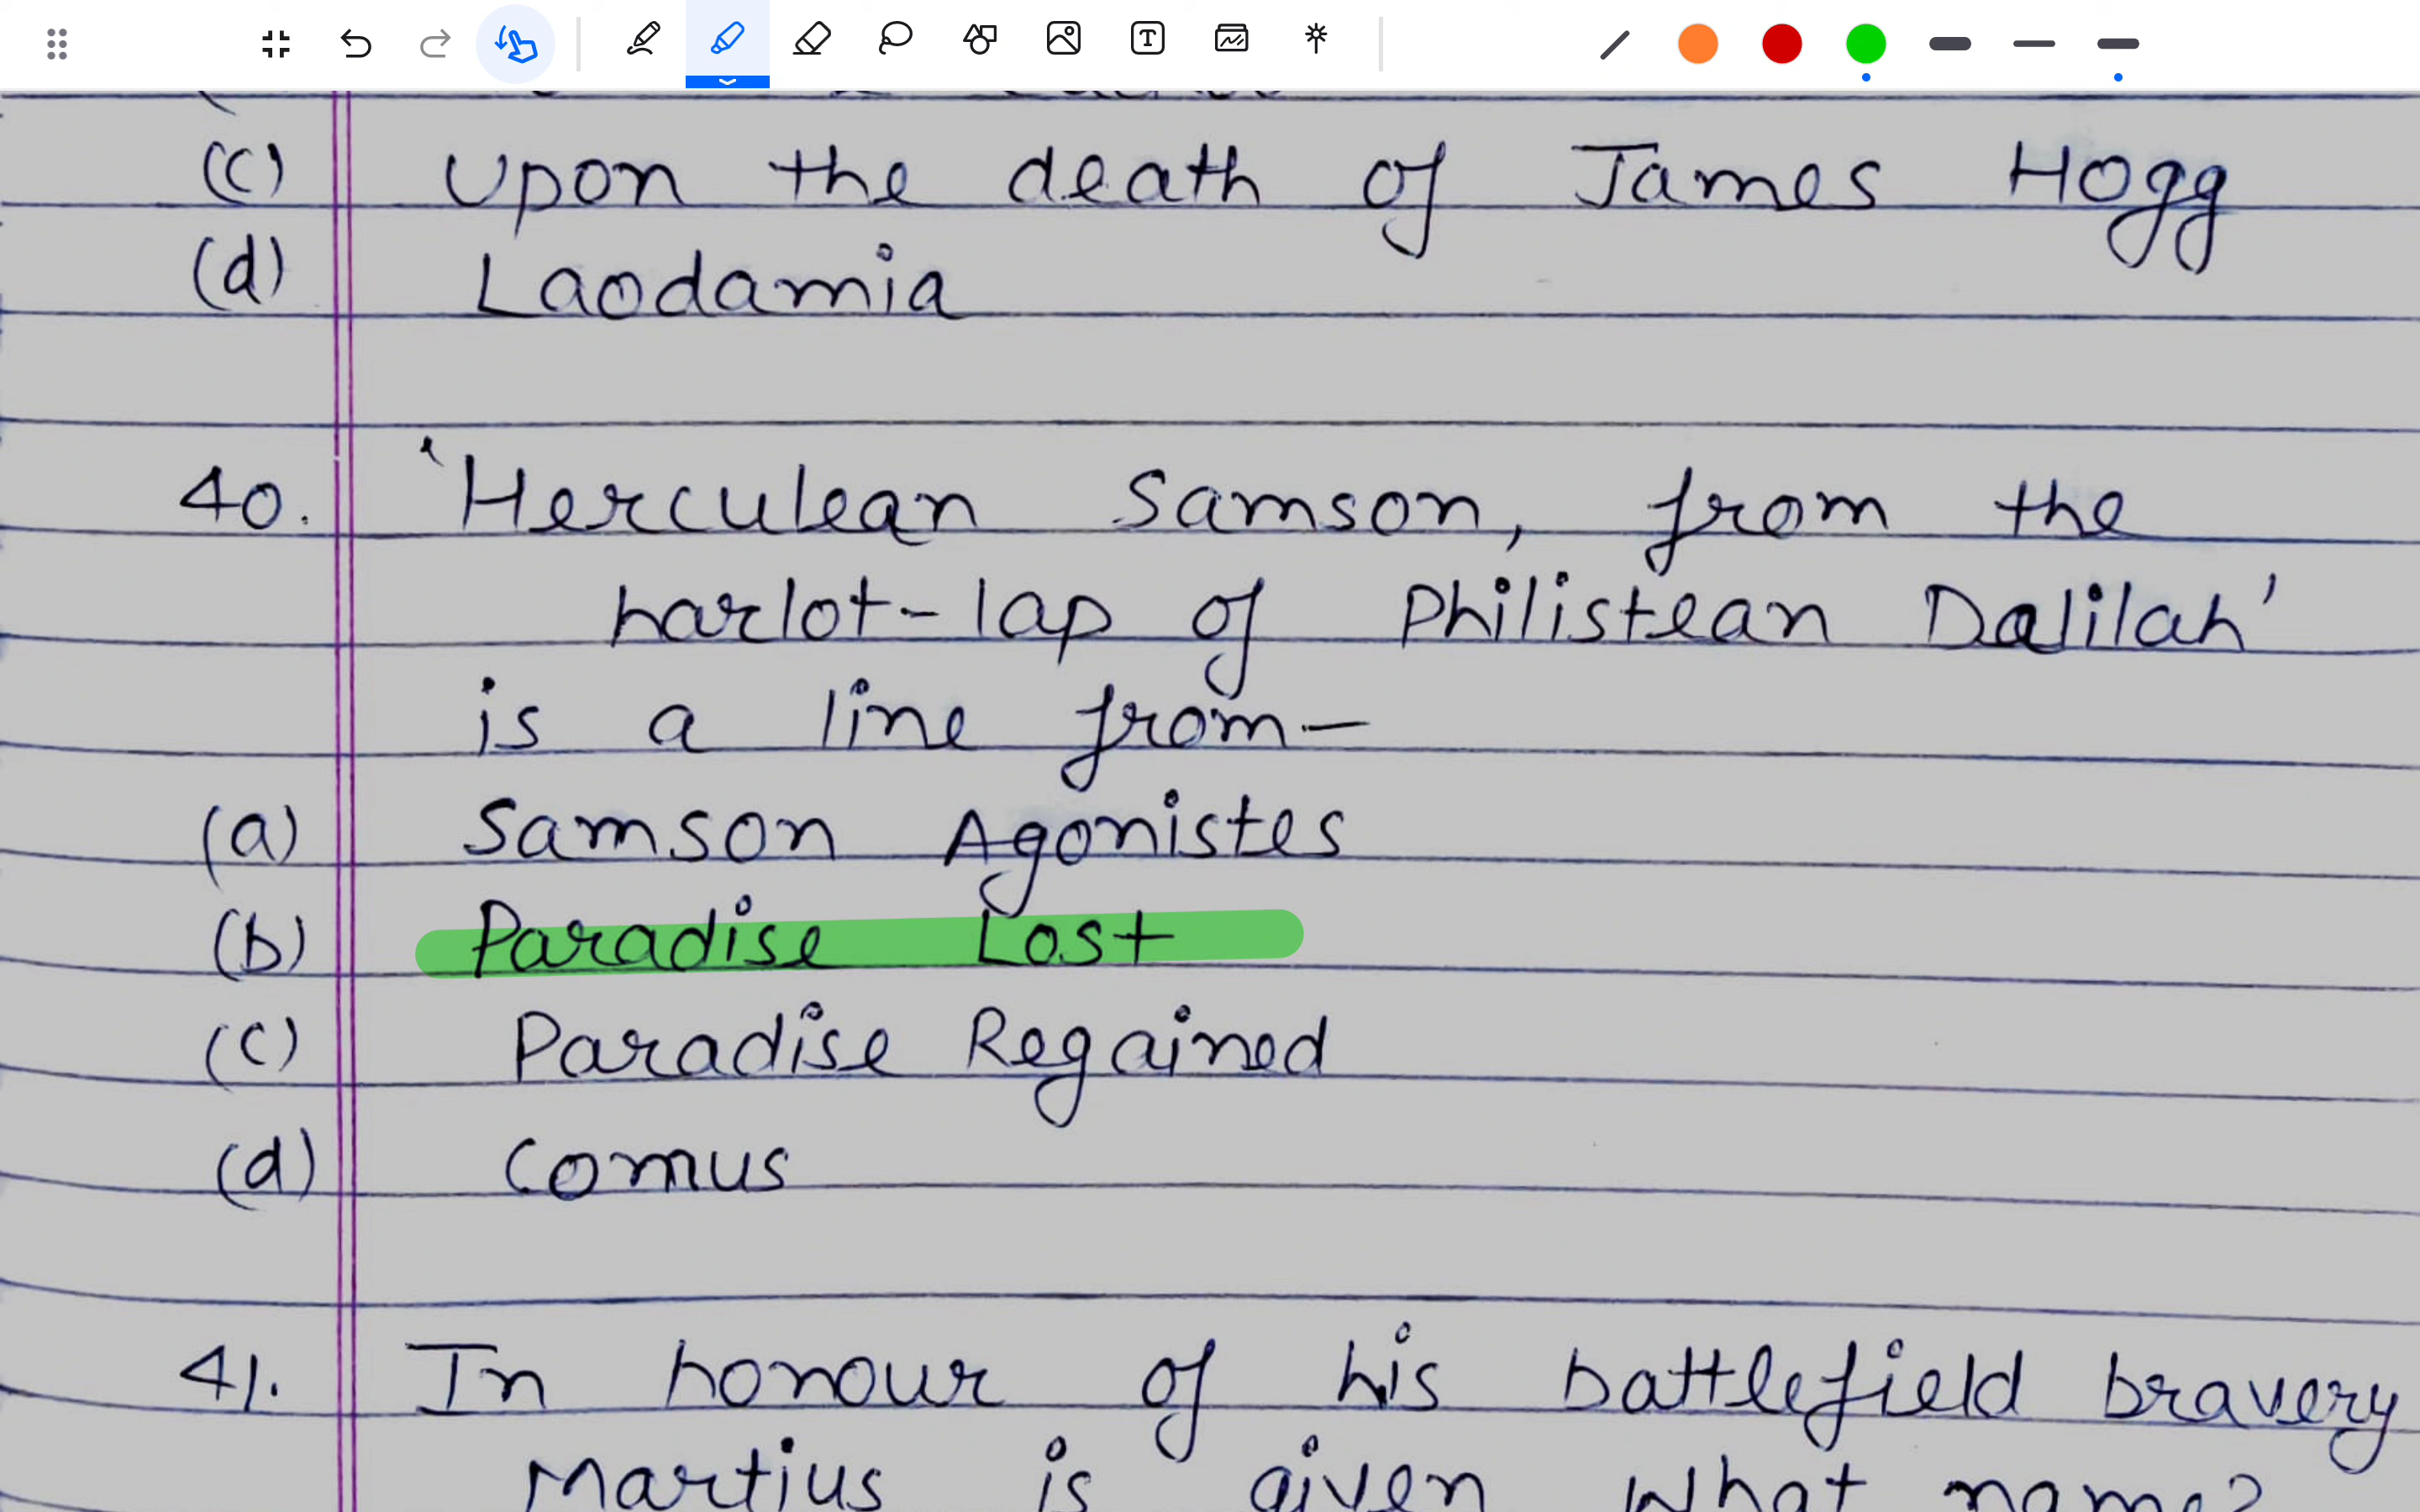 (c) Upon the death of James Hogg
(d) Laodamia
40. 'Herculean Samson, from the
harlot-lap of Philistean Dalilah'
is a line from-
(a) Samson Agonistes
(b) Paradise Lost
(c) Paradise Regained
(d) Comus
41. In honour of his battlefield bravery
Martius is given what name?